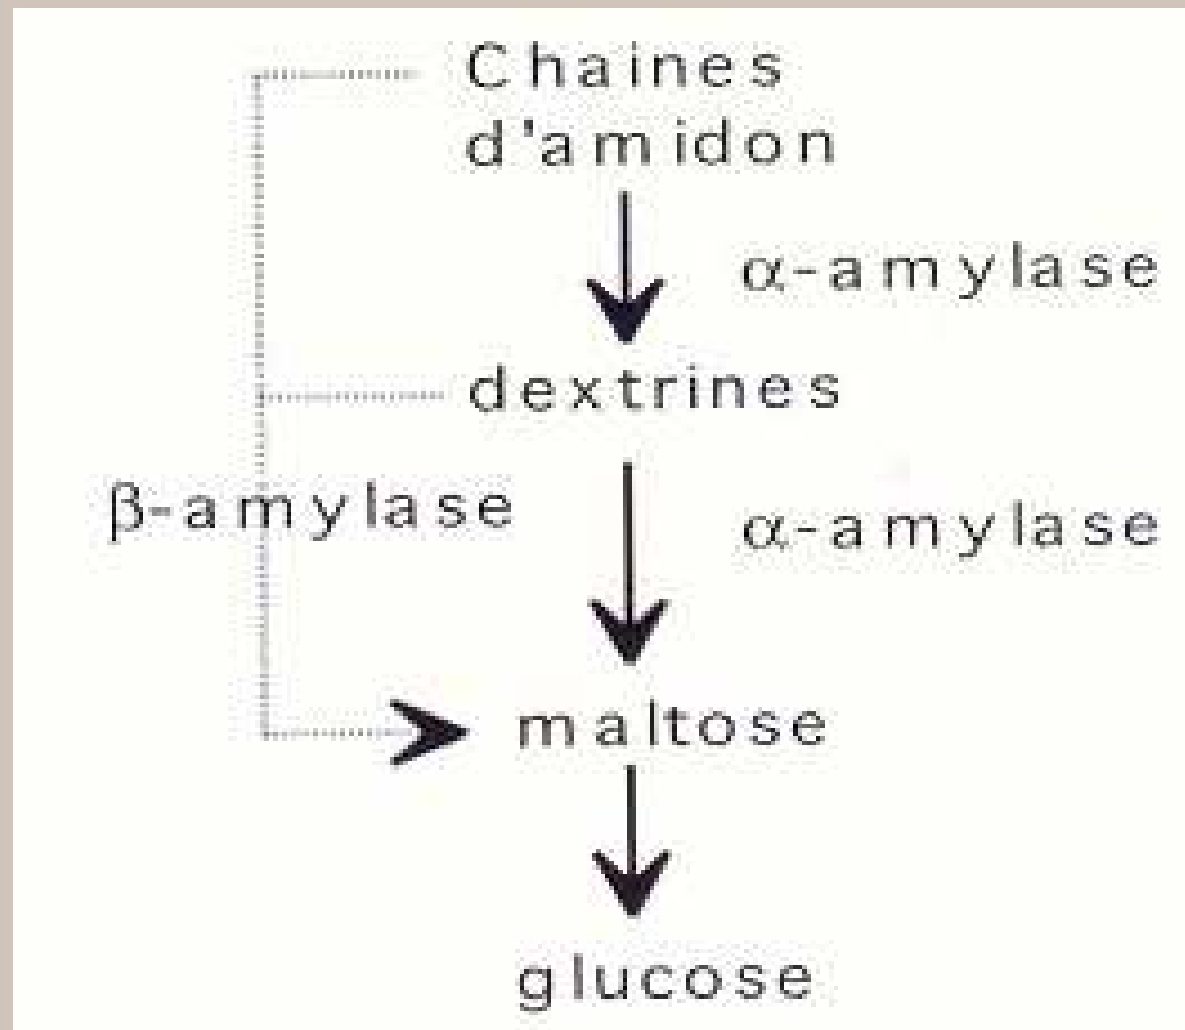 Chaines
d'amidon
α-amylase
dextrines
β-amylase
α-amylase
maltose
glucose